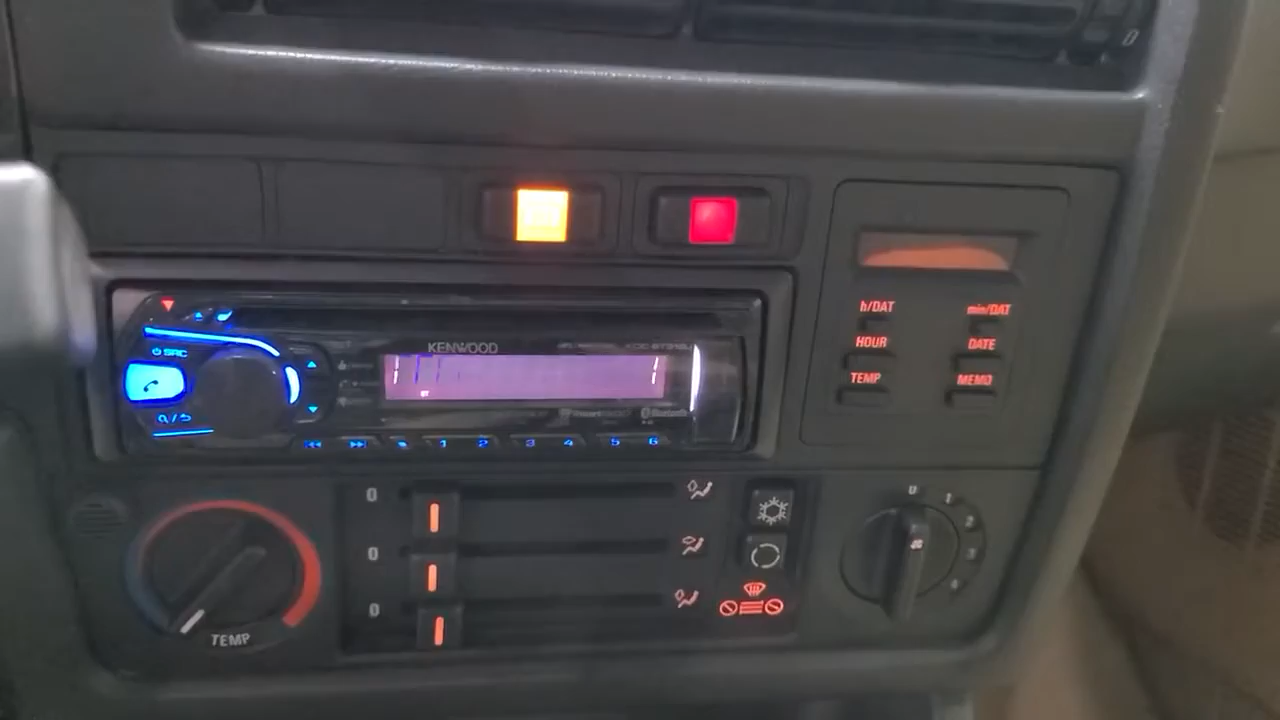 h/DAT
min/DAT
HOUR
DATE
TEMP
MEMO
KENWOOD
SRC
1 2 3 4 5 6
Bluetooth
0
0
0
TEMP
0 1 2 3 4